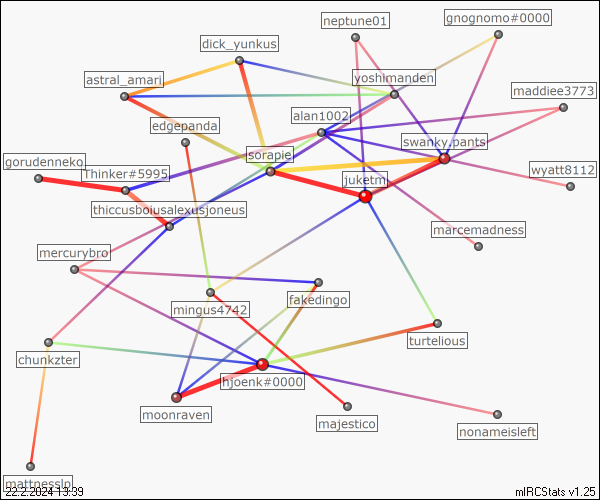 neptune01
gnognomo#0000
dick_yunkus
yoshimanden
astral_amari
maddiee3773
alan1002
edgepanda
swanky.pants
sorapie
gorudenneko
Thinker#5995
juketm
wyatt8112
thiccusboiusalexusjoneus
marcemadness
mercurybro
fakedingo
mingus4742
turtelious
chunkzter
hjoenk#0000
moonraven
majestico
nonameisleft
mattnesslp
22.2.2024 13:39
mIRCStats v1.25